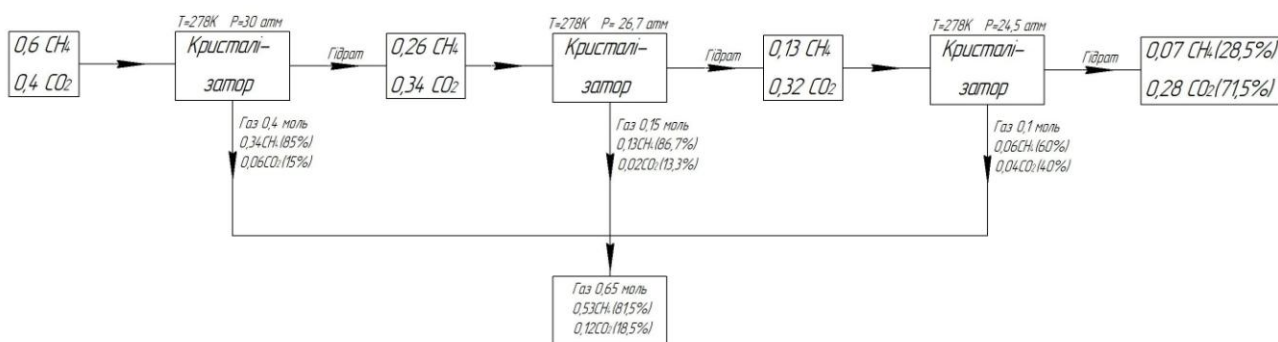 T=278K P=30 атм
T=278K P= 26,7 атм
T=278K P=24,5 атм
0,6 CH₄
0,4 CO₂
Кристалі-
затор
Гідрат
0,26 CH₄
0,34 CO₂
Кристалі-
затор
Гідрат
0,13 CH₄
0,32 CO₂
Кристалі-
затор
Гідрат
0,07 CH₄(28,5%)
0,28 CO₂(71,5%)
Газ 0,4 моль
0,34CH₄(85%)
0,06CO₂(15%)
Газ 0,15 моль
0,13CH₄(86,7%)
0,02CO₂(13,3%)
Газ 0,1 моль
0,06CH₄(60%)
0,04CO₂(40%)
Газ 0,65 моль
0,53CH₄(81,5%)
0,12CO₂(18,5%)